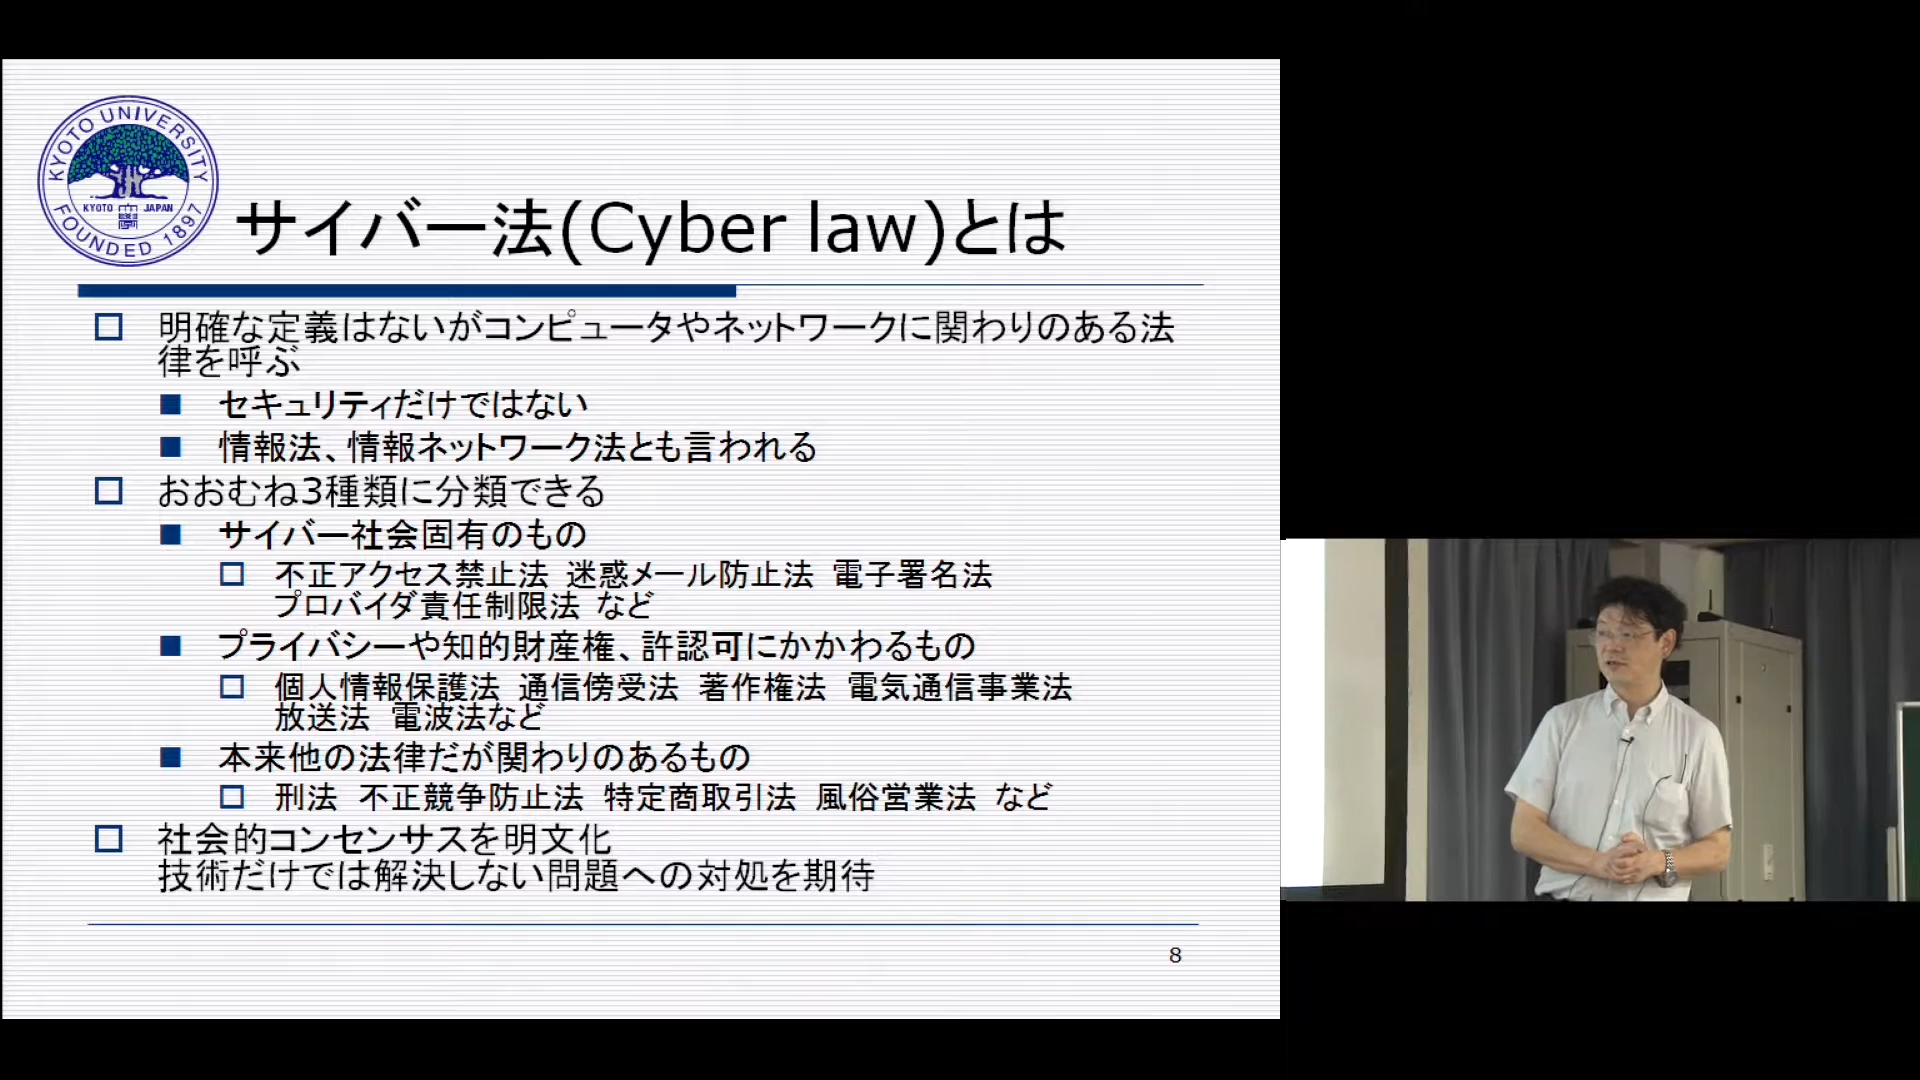 KYOTO UNIVERSITY
KYOTO JAPAN
FOUNDED 1897
サイバー法(Cyber law)とは
明確な定義はないがコンピュータやネットワークに関わりのある法
律を呼ぶ
セキュリティだけではない
情報法、情報ネットワーク法とも言われる
おおむね3種類に分類できる
サイバー社会固有のもの
不正アクセス禁止法 迷惑メール防止法 電子署名法
プロバイダ責任制限法 など
プライバシーや知的財産権、許認可にかかわるもの
個人情報保護法 通信傍受法 著作権法 電気通信事業法
放送法 電波法など
本来他の法律だが関わりのあるもの
刑法 不正競争防止法 特定商取引法 風俗営業法 など
社会的コンセンサスを明文化
技術だけでは解決しない問題への対処を期待
8